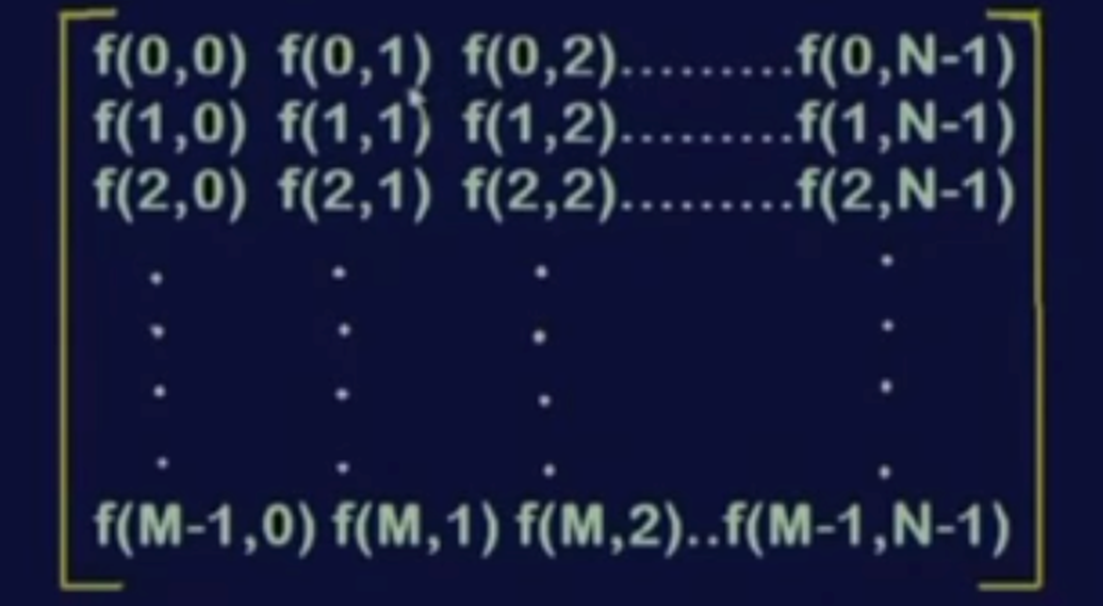 f(0,0) f(0,1) f(0,2).........f(0,N-1)
f(1,0) f(1,1) f(1,2).........f(1,N-1)
f(2,0) f(2,1) f(2,2).........f(2,N-1)
. . . .
. . . .
. . . .
. . . .
f(M-1,0) f(M,1) f(M,2)..f(M-1,N-1)